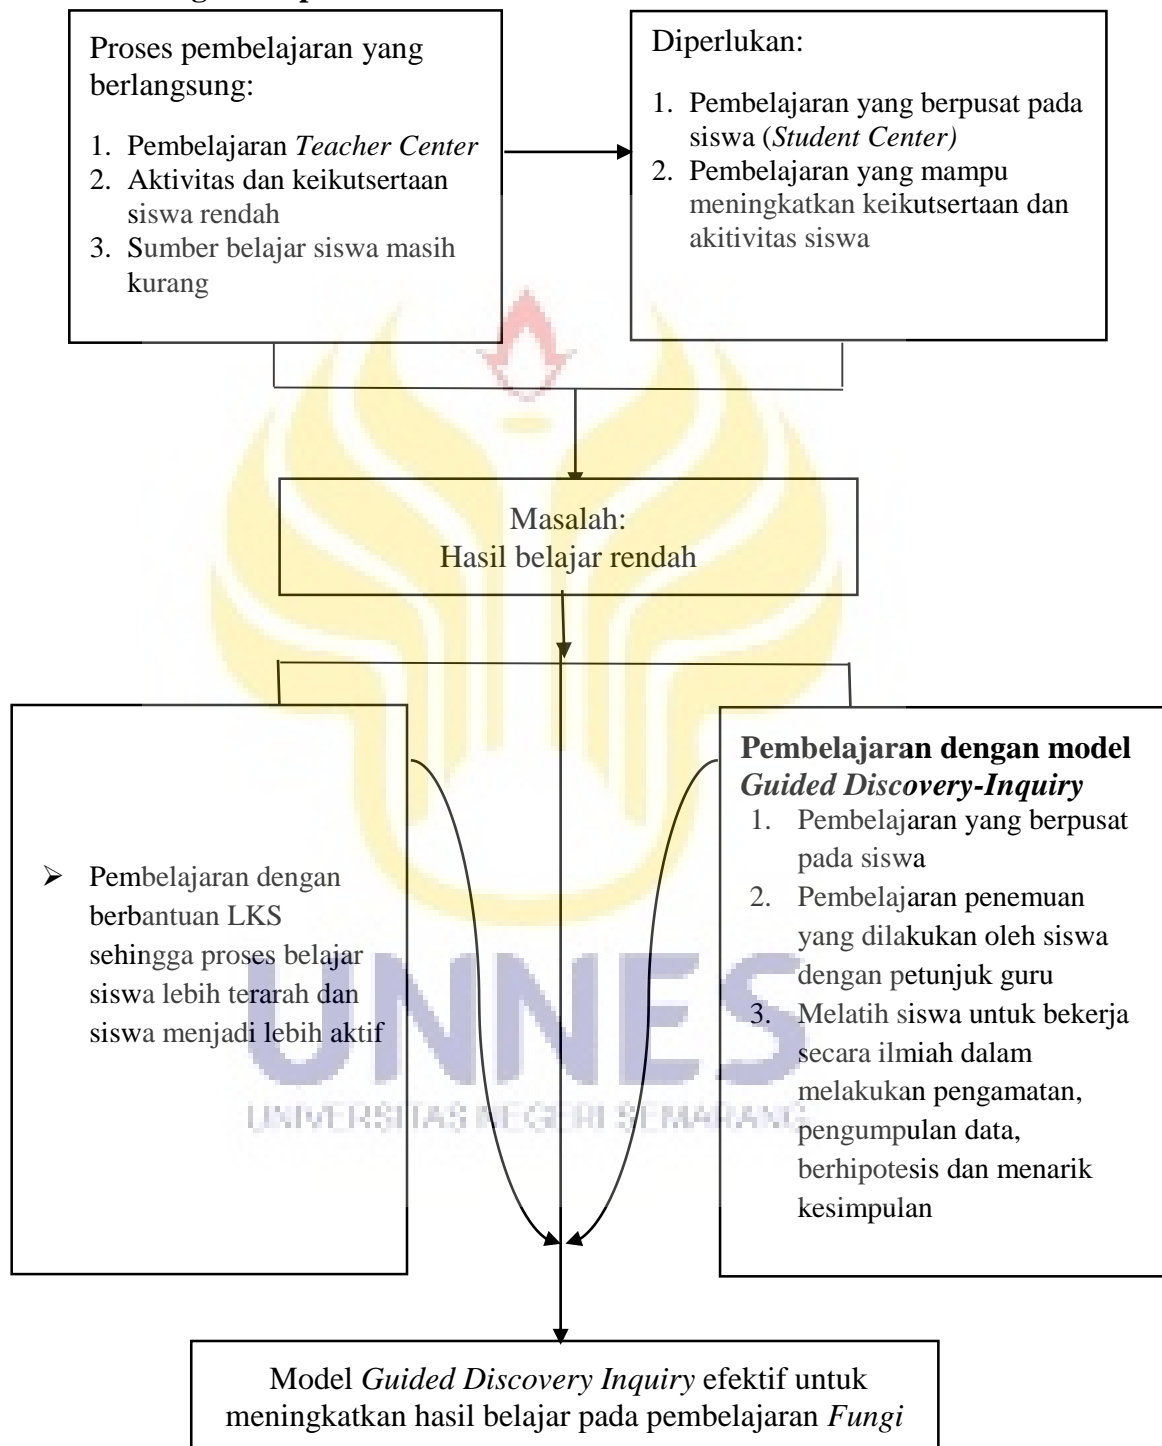 Proses pembelajaran yang
berlangsung:
1. Pembelajaran Teacher Center
2. Aktivitas dan keikutsertaan
siswa rendah
3. Sumber belajar siswa masih
kurang
Diperlukan:
1. Pembelajaran yang berpusat pada
siswa (Student Center)
2. Pembelajaran yang mampu
meningkatkan keikutsertaan dan
akitivitas siswa
Masalah:
Hasil belajar rendah
➢ Pembelajaran dengan
berbantuan LKS
sehingga proses belajar
siswa lebih terarah dan
siswa menjadi lebih aktif
Pembelajaran dengan model
Guided Discovery-Inquiry
1. Pembelajaran yang berpusat
pada siswa
2. Pembelajaran penemuan
yang dilakukan oleh siswa
dengan petunjuk guru
3. Melatih siswa untuk bekerja
secara ilmiah dalam
melakukan pengamatan,
pengumpulan data,
berhipotesis dan menarik
kesimpulan
UNNES
UNIVERSITAS NEGERI SEMARANG
Model Guided Discovery Inquiry efektif untuk
meningkatkan hasil belajar pada pembelajaran Fungi